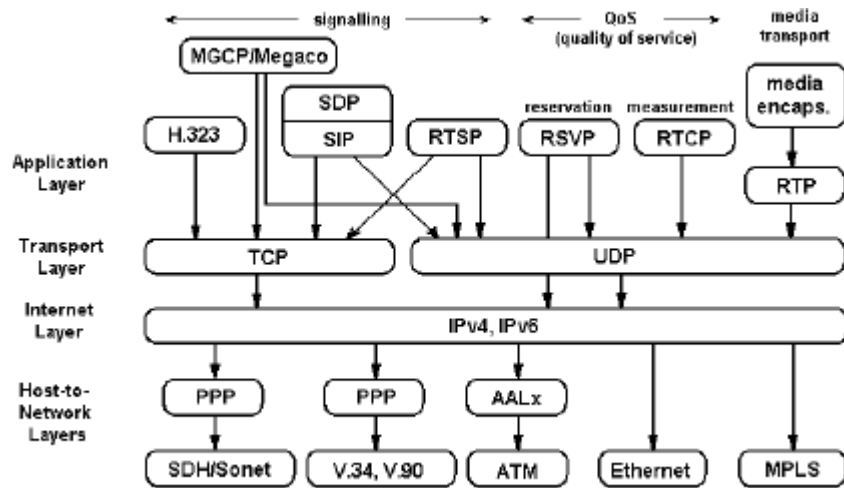 signalling
QoS
(quality of service)
media
transport
MGCP/Megaco
media
encaps.
SDP
SIP
H.323
RTSP
reservation
RSVP
measurement
RTCP
Application
Layer
RTP
Transport
Layer
TCP
UDP
Internet
Layer
IPv4, IPv6
Host-to-
Network
Layers
PPP
PPP
AALx
SDH/Sonet
V.34, V.90
ATM
Ethernet
MPLS